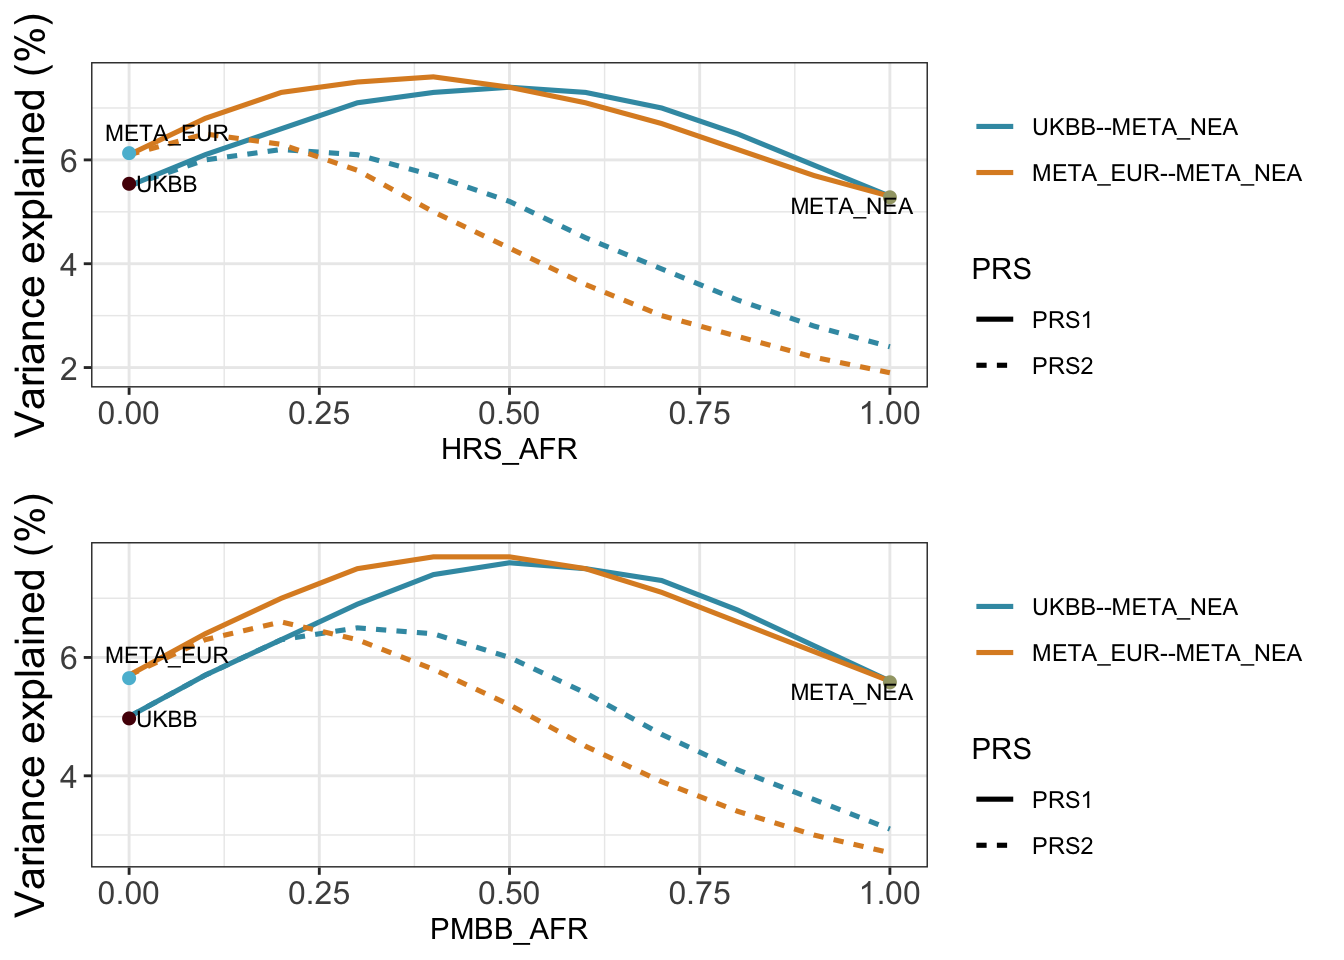 Variance explained (%)
6
4
2
META_EUR
UKBB
META_NEA
0.00 0.25 0.50 0.75 1.00
HRS_AFR
UKBB--META_NEA
META_EUR--META_NEA
PRS
PRS1
PRS2
Variance explained (%)
6
4
META_EUR
UKBB
META_NEA
0.00 0.25 0.50 0.75 1.00
PMBB_AFR
UKBB--META_NEA
META_EUR--META_NEA
PRS
PRS1
PRS2